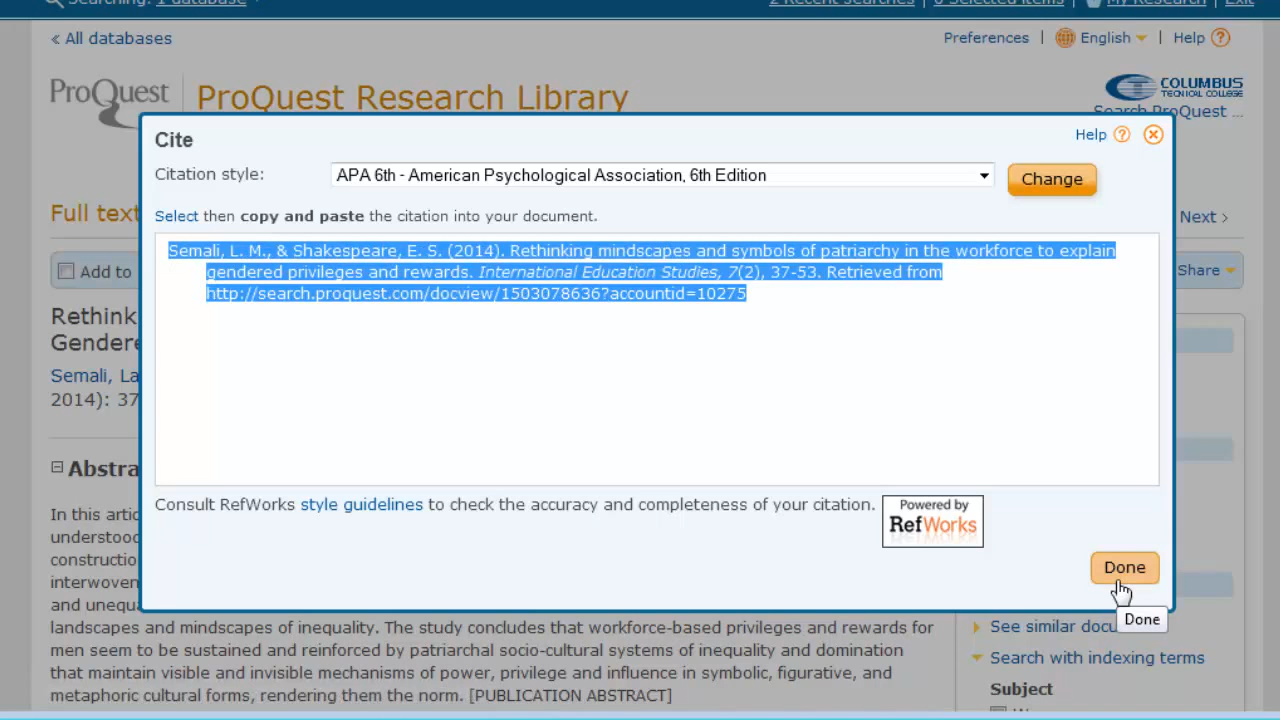 Searching: 1 database
2 Recent searches | 0 Selected items | My Research | Exit
« All databases
Preferences | English | Help ?
ProQuest
ProQuest Research Library
COLUMBUS
TECNICAL COLLEGE
Search ProQuest ...
Cite
Help ?
Citation style:
APA 6th - American Psychological Association, 6th Edition
Change
Full text
Select then copy and paste the citation into your document.
Next >
Semali, L. M., & Shakespeare, E. S. (2014). Rethinking mindscapes and symbols of patriarchy in the workforce to explain
gendered privileges and rewards. International Education Studies, 7(2), 37-53. Retrieved from
http://search.proquest.com/docview/1503078636?accountid=10275
Add to
Share
Rethink
Gendere
Semali, La
2014): 37
Abstra
Consult RefWorks style guidelines to check the accuracy and completeness of your citation.
Powered by
RefWorks
In this artic
understood
constructio
interwoven
and unequa
Done
Done
landscapes and mindscapes of inequality. The study concludes that workforce-based privileges and rewards for
men seem to be sustained and reinforced by patriarchal socio-cultural systems of inequality and domination
that maintain visible and invisible mechanisms of power, privilege and influence in symbolic, figurative, and
metaphoric cultural forms, rendering them the norm. [PUBLICATION ABSTRACT]
See similar docu
Search with indexing terms
Subject